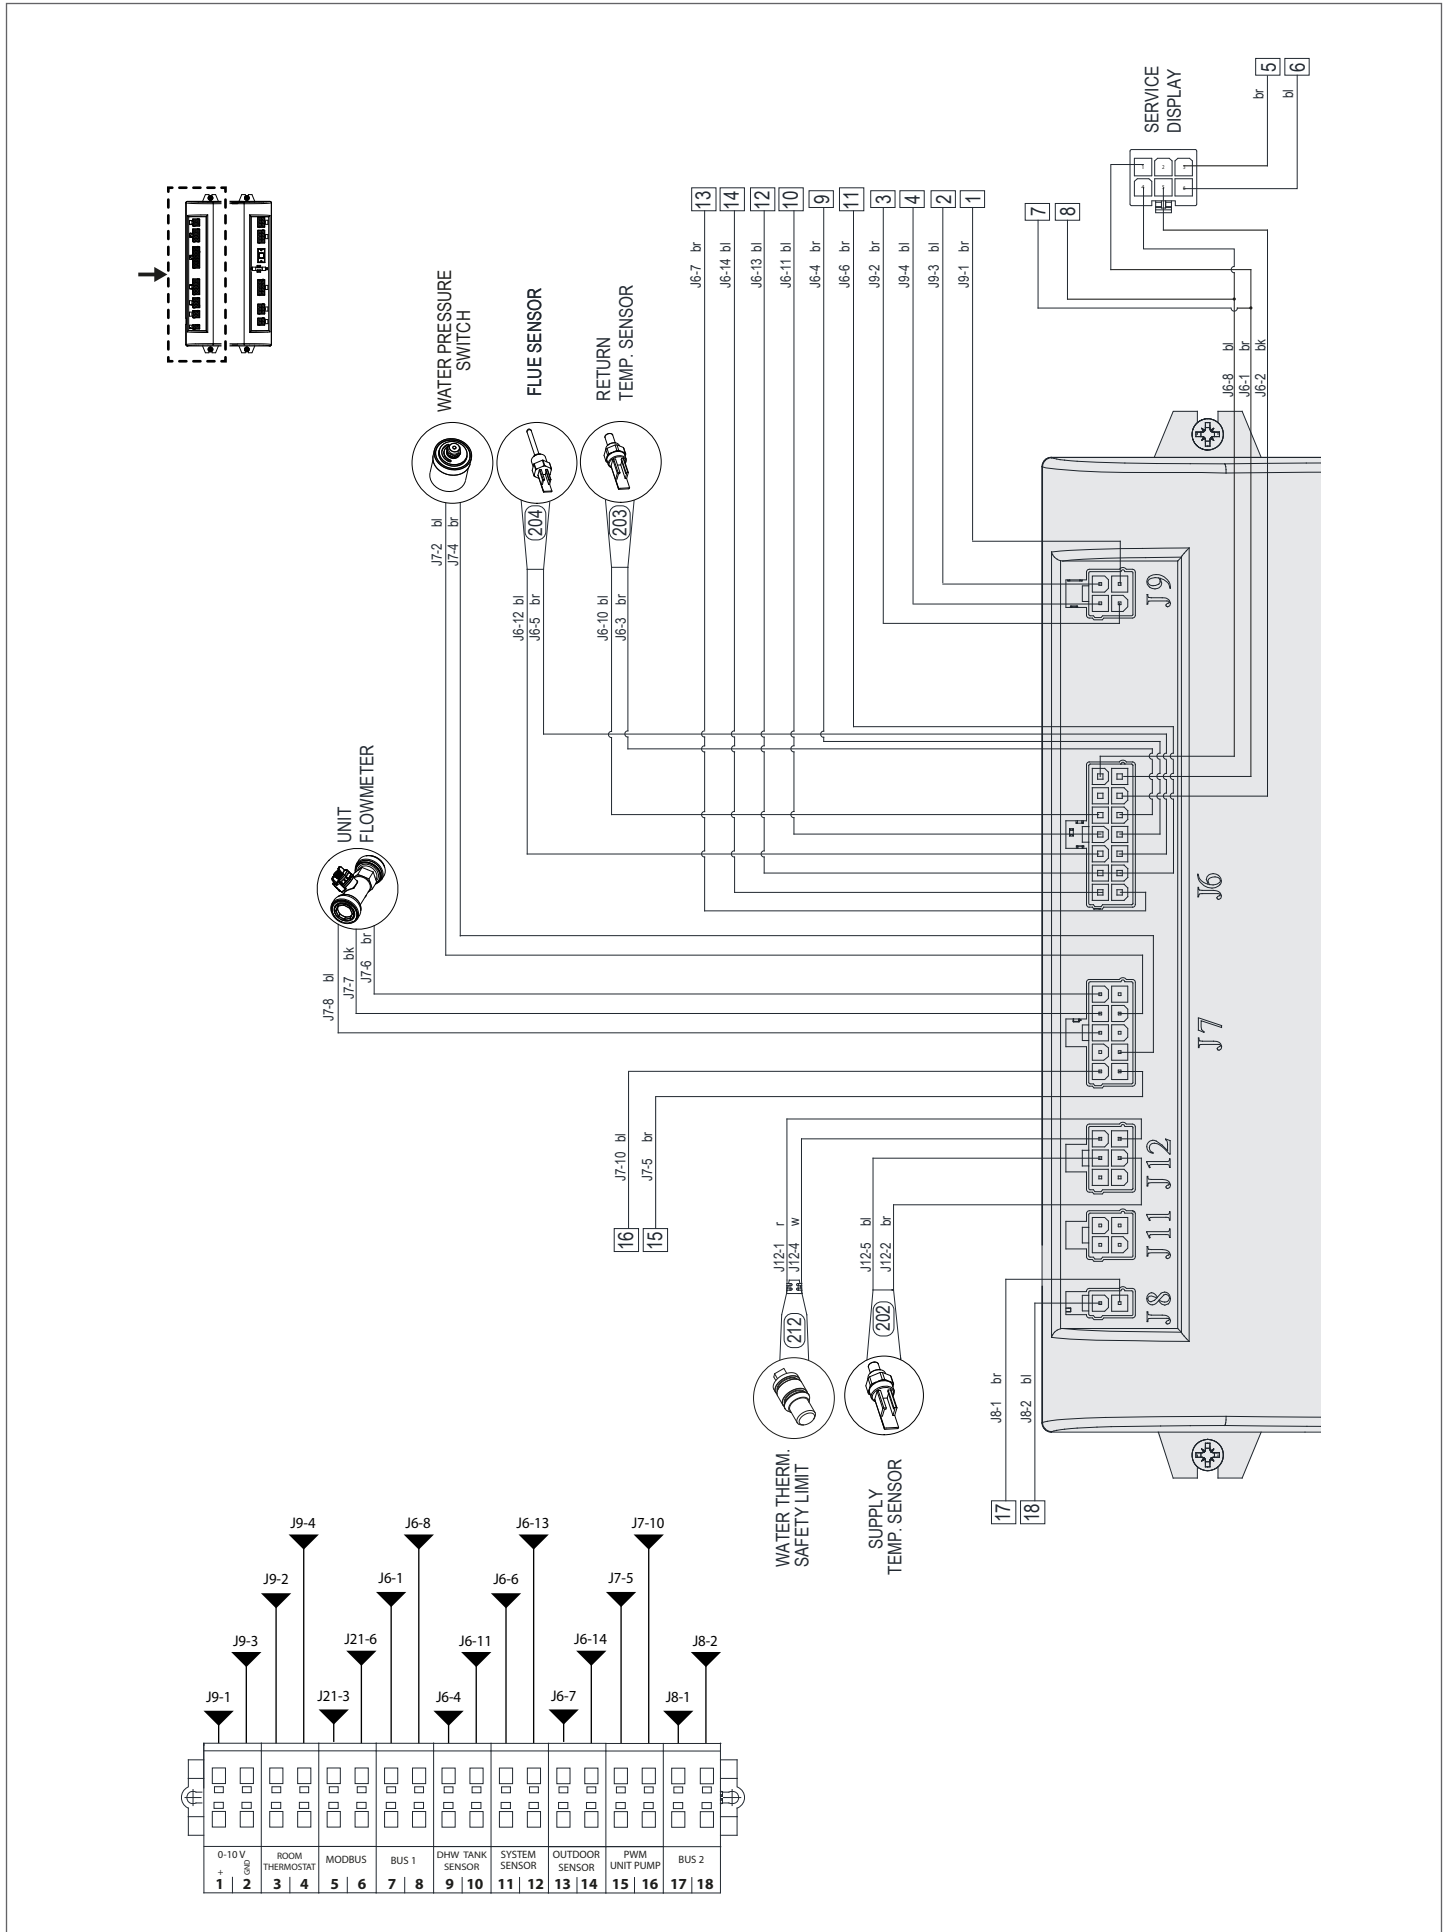 SERVICE
DISPLAY
br
bl
5
6
13
14
12
10
9
11
3
4
2
1
7
8
J6-7 br
J6-14 bl
J6-13 bl
J6-11 bl
J6-4 br
J6-6 br
J9-2 br
J9-4 bl
J9-3 bl
J9-1 br
WATER PRESSURE
SWITCH
FLUE SENSOR
RETURN
TEMP. SENSOR
J6-8 bl
J6-1 br
J6-2 bk
J7-2 bl
J7-4 br
204
203
J6-12 bl
J6-5 br
J6-10 bl
J6-3 br
J9
UNIT
FLOWMETER
J6
J7-8 bl
J7-7 bk
J7-6 br
J7
J7-10 bl
J7-5 br
16
15
J12
J12-1 r
J12-4 w
J12-5 bl
J12-2 br
J11
212
202
J8
J8-1 br
J8-2 bl
WATER THERM.
SAFETY LIMIT
SUPPLY
TEMP. SENSOR
17
18
J9-4
J6-8
J6-13
J7-10
J9-2
J6-1
J6-6
J7-5
J9-3
J21-6
J6-11
J6-14
J8-2
J9-1
J21-3
J6-4
J6-7
J8-1
0-10 V
+
GND
ROOM
THERMOSTAT
MODBUS
BUS 1
DHW TANK
SENSOR
SYSTEM
SENSOR
OUTDOOR
SENSOR
PWM
UNIT PUMP
BUS 2
1 2 3 4 5 6 7 8 9 10 11 12 13 14 15 16 17 18